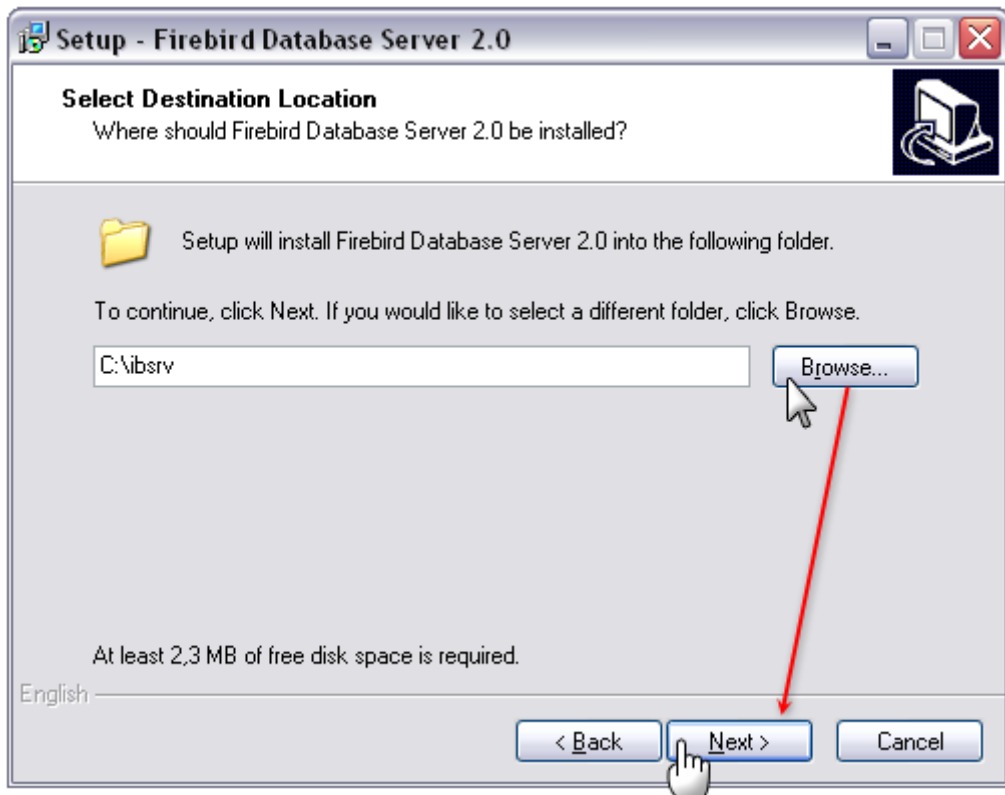 Setup - Firebird Database Server 2.0
Select Destination Location
Where should Firebird Database Server 2.0 be installed?
Setup will install Firebird Database Server 2.0 into the following folder.
To continue, click Next. If you would like to select a different folder, click Browse.
C:\ibsrv
Browse...
At least 2,3 MB of free disk space is required.
English
< Back
Next >
Cancel